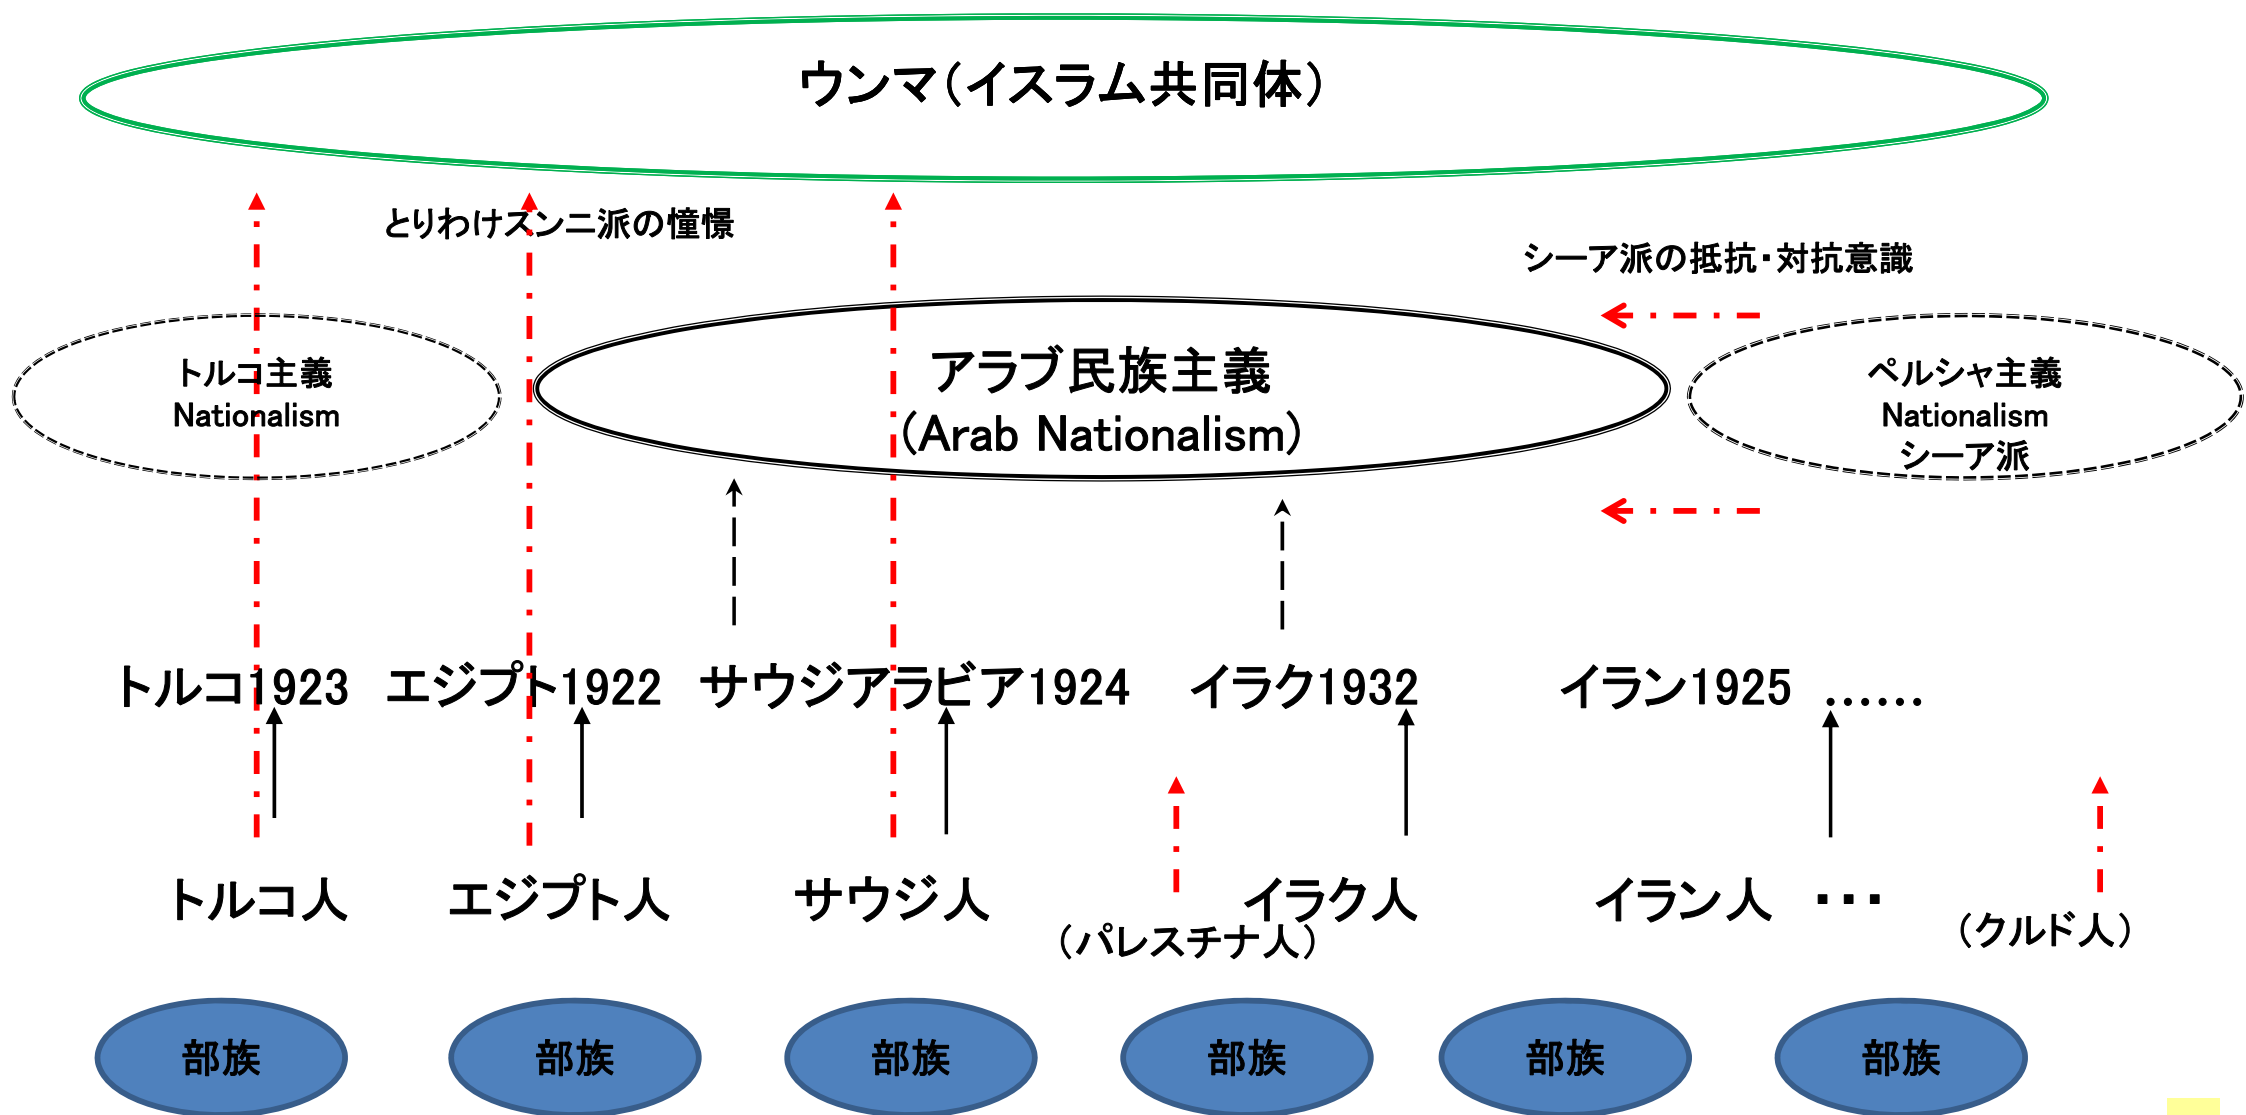 ウンマ（イスラム共同体）
とりわけスンニ派の憧憬
シーア派の抵抗・対抗意識
トルコ主義
Nationalism
アラブ民族主義
（Arab Nationalism）
ペルシャ主義
Nationalism
シーア派
トルコ1923
エジプト1922
サウジアラビア1924
イラク1932
イラン1925 ……
トルコ人
エジプト人
サウジ人
イラク人
イラン人 ・・・
（パレスチナ人）
（クルド人）
部族
部族
部族
部族
部族
部族